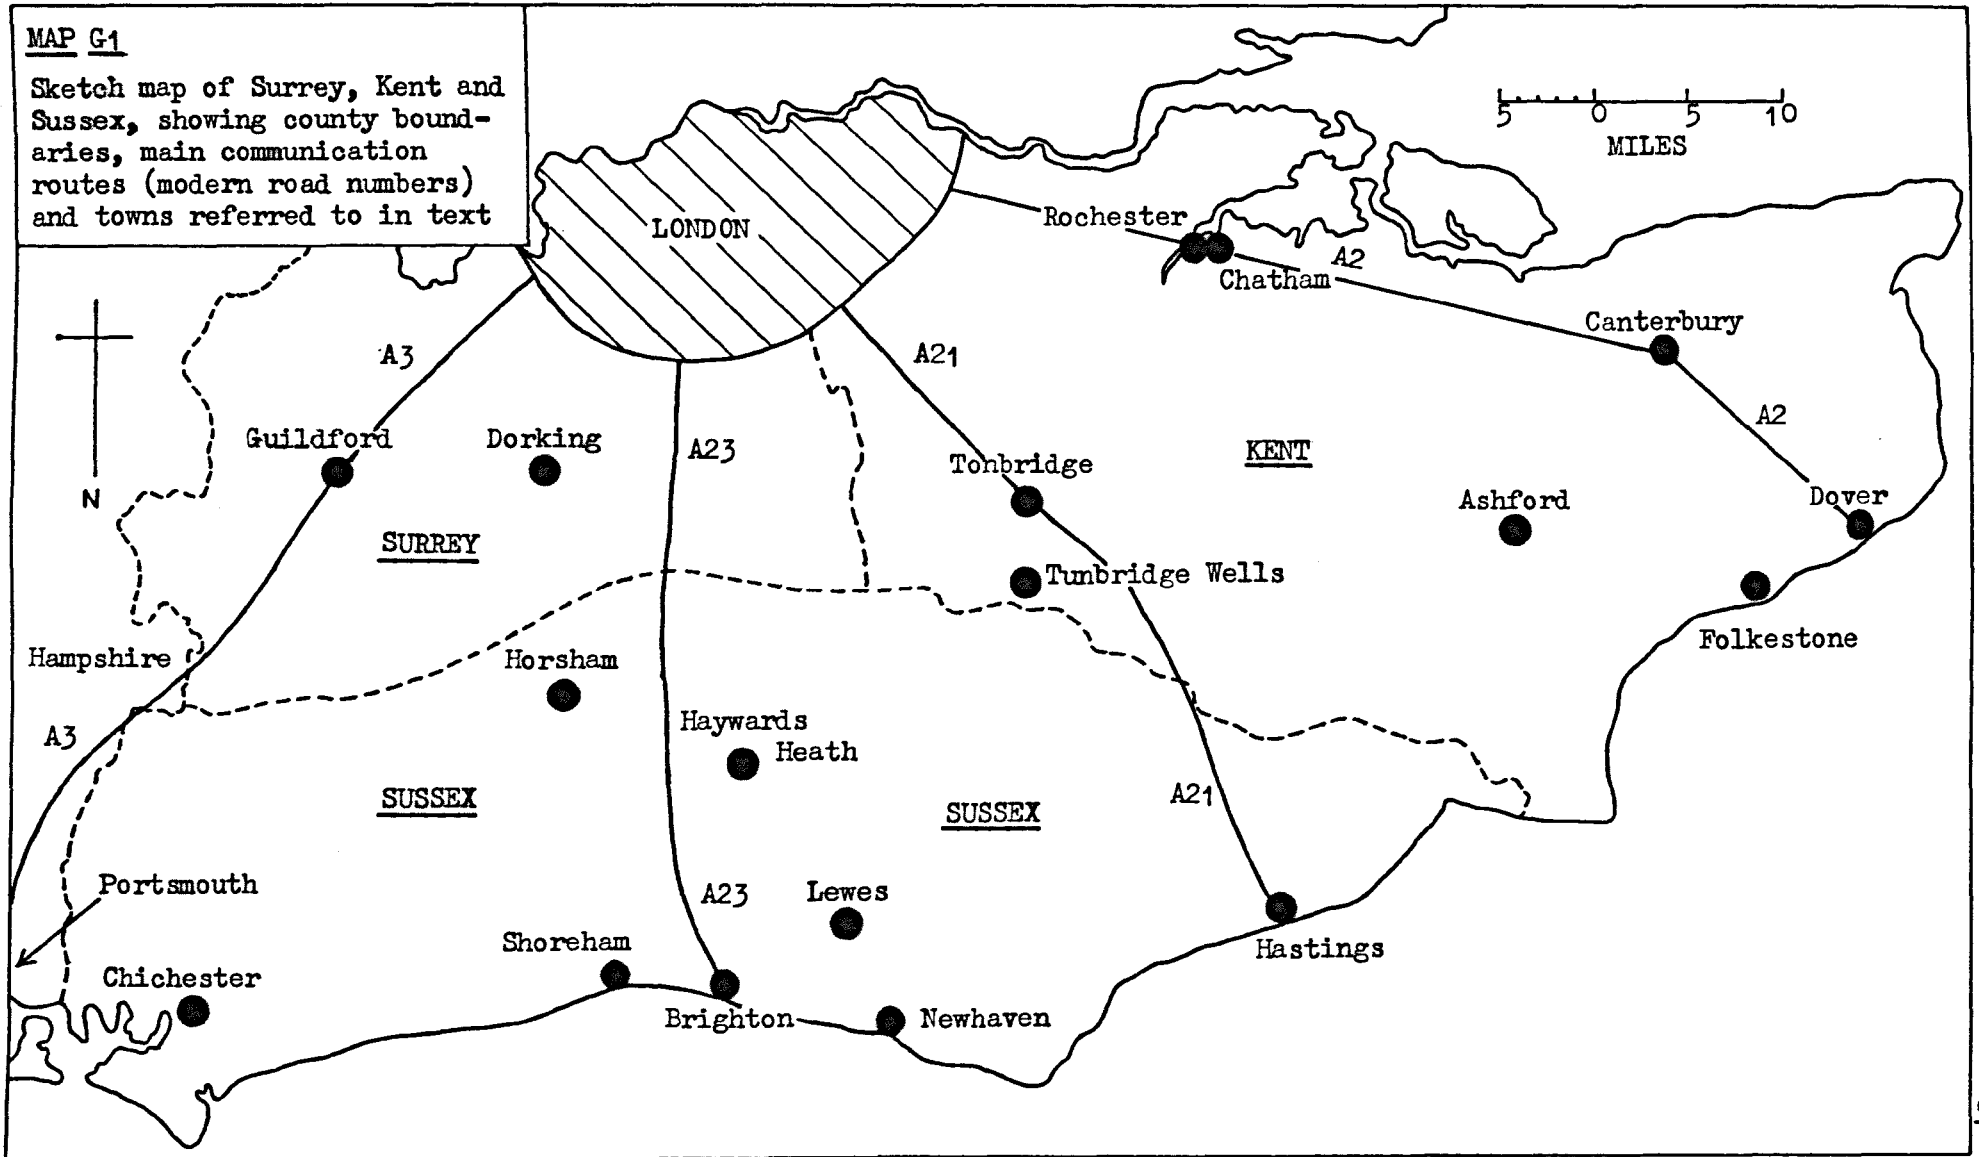 MAP G1
Sketch map of Surrey, Kent and
Sussex, showing county bound-
aries, main communication
routes (modern road numbers)
and towns referred to in text
5 0 5 10
MILES
LONDON
Rochester
A2
Chatham
Canterbury
A3
A21
A2
Guildford
Dorking
A23
Tonbridge
KENT
Ashford
Dover
N
SURREY
Tunbridge Wells
Folkestone
Hampshire
Horsham
A3
Haywards
Heath
SUSSEX
SUSSEX
A21
Portsmouth
A23
Lewes
Shoreham
Hastings
Chichester
Brighton
Newhaven